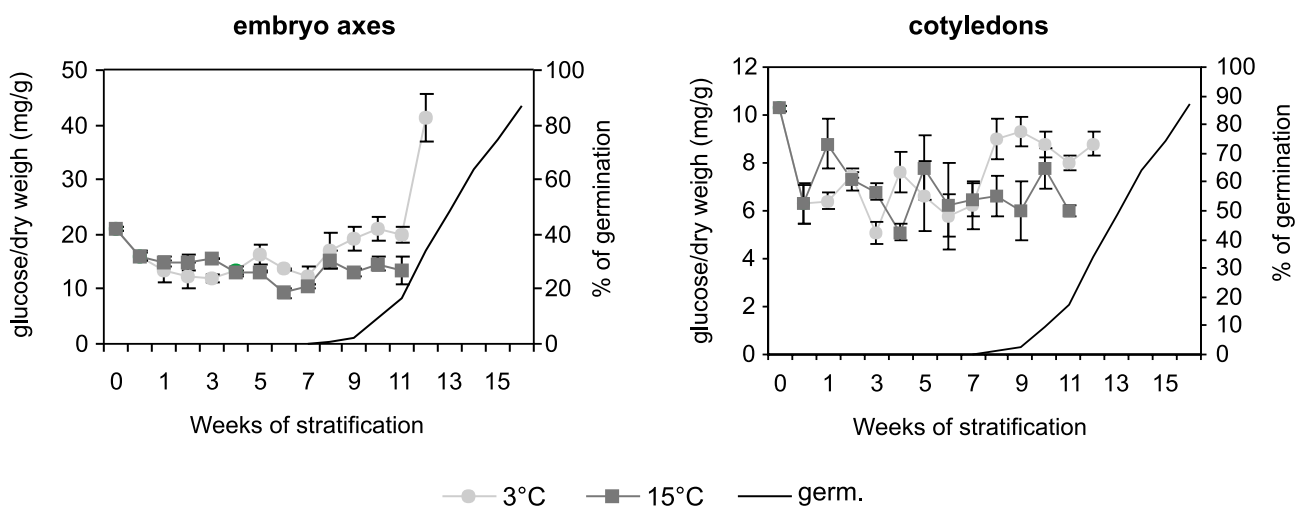 embryo axes
50
40
30
20
10
0
glucose/dry weigh (mg/g)
100
80
60
40
20
0
% of germination
0 1 3 5 7 9 11 13 15
Weeks of stratification
cotyledons
12
10
8
6
4
2
0
glucose/dry weight (mg/g)
100
90
80
70
60
50
40
30
20
10
0
% of germination
0 1 3 5 7 9 11 13 15
Weeks of stratification
3°C 15°C germ.